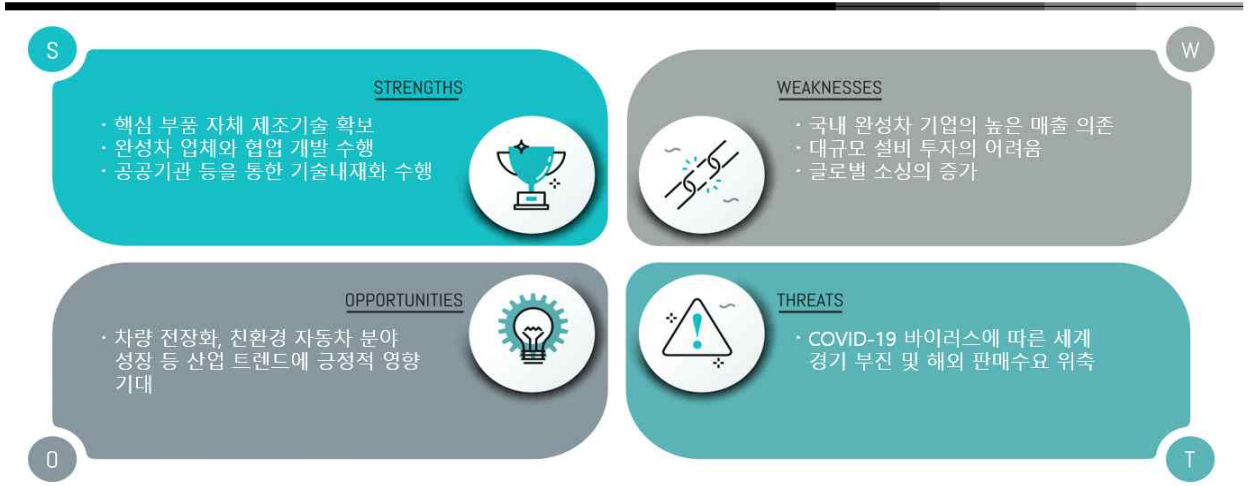 S
STRENGTHS
· 핵심 부품 자체 제조기술 확보
· 완성차 업체와 협업 개발 수행
· 공공기관 등을 통한 기술내재화 수행
W
WEAKNESSES
· 국내 완성차 기업의 높은 매출 의존
· 대규모 설비 투자의 어려움
· 글로벌 소싱의 증가
OPPORTUNITIES
· 차량 전장화, 친환경 자동차 분야
성장 등 산업 트렌드에 긍정적 영향
기대
O
THREATS
· COVID-19 바이러스에 따른 세계
경기 부진 및 해외 판매수요 위축
T